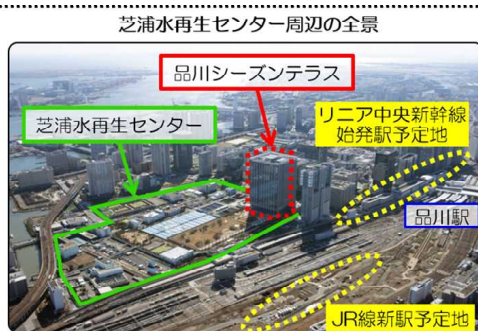 芝浦水再生センター周辺の全景
品川シーズンテラス
芝浦水再生センター
リニア中央新幹線
始発駅予定地
品川駅
JR線新駅予定地